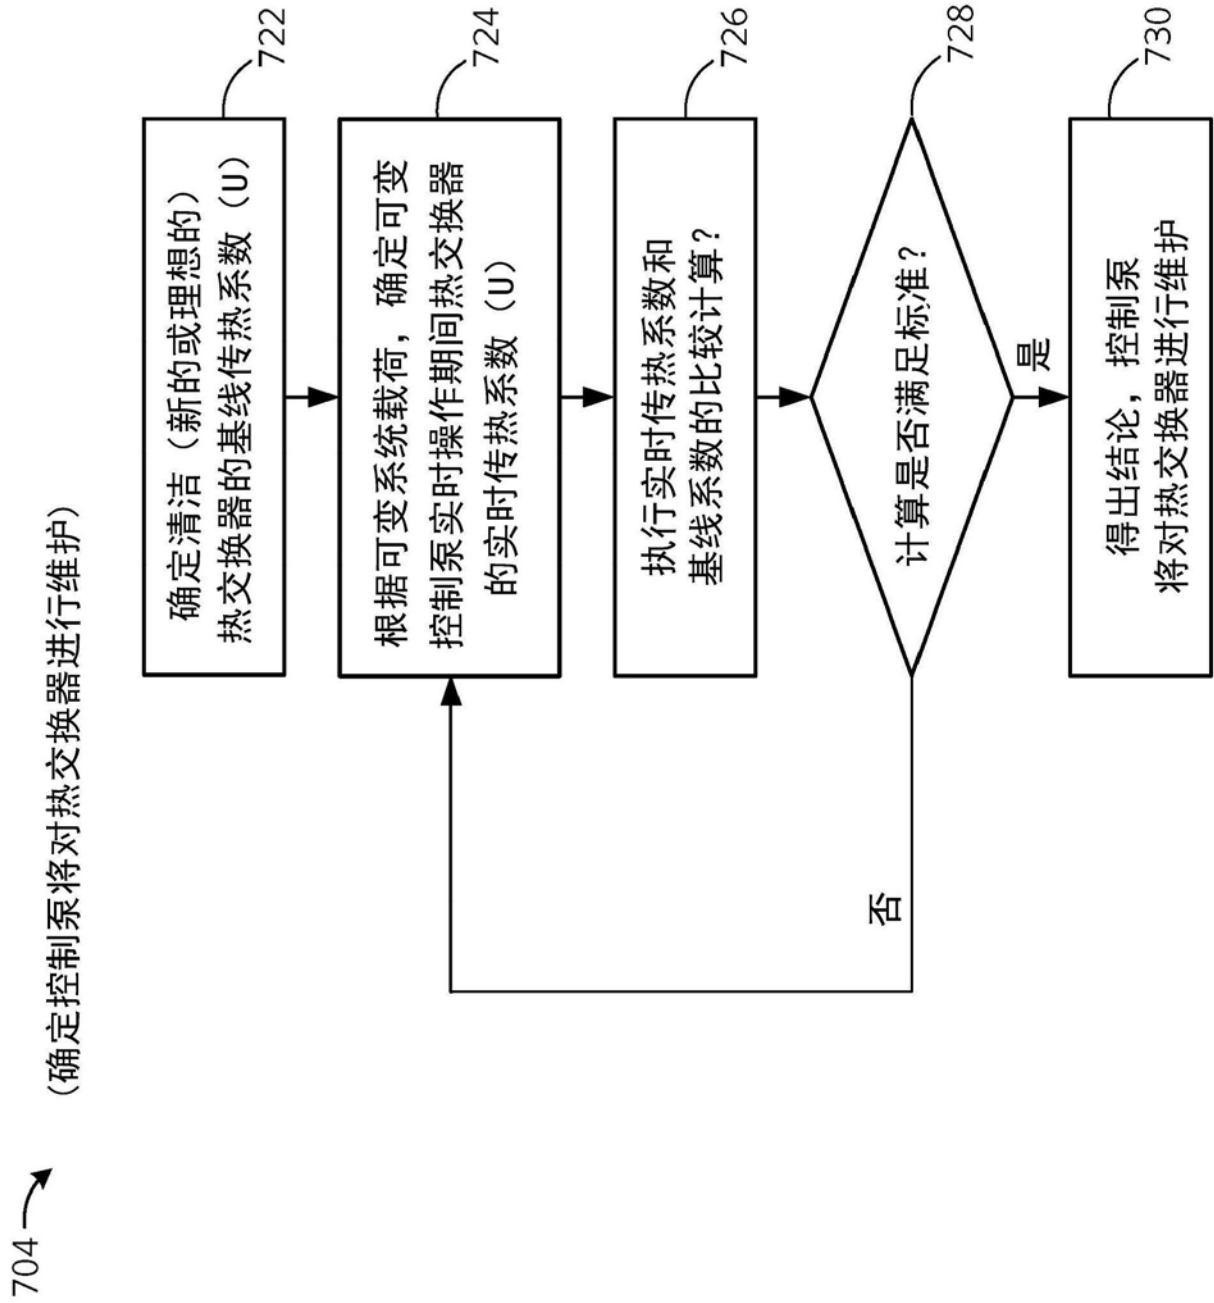 704
（确定控制泵将对热交换器进行维护）
722
确定清洁（新的或理想的）
热交换器的基线传热系数（U）
724
根据可变系统载荷，确定可变
控制泵实时操作期间热交换器
的实时传热系数（U）
726
执行实时传热系数和
基线系数的比较计算？
728
计算是否满足标准？
否
是
730
得出结论，控制泵
将对热交换器进行维护